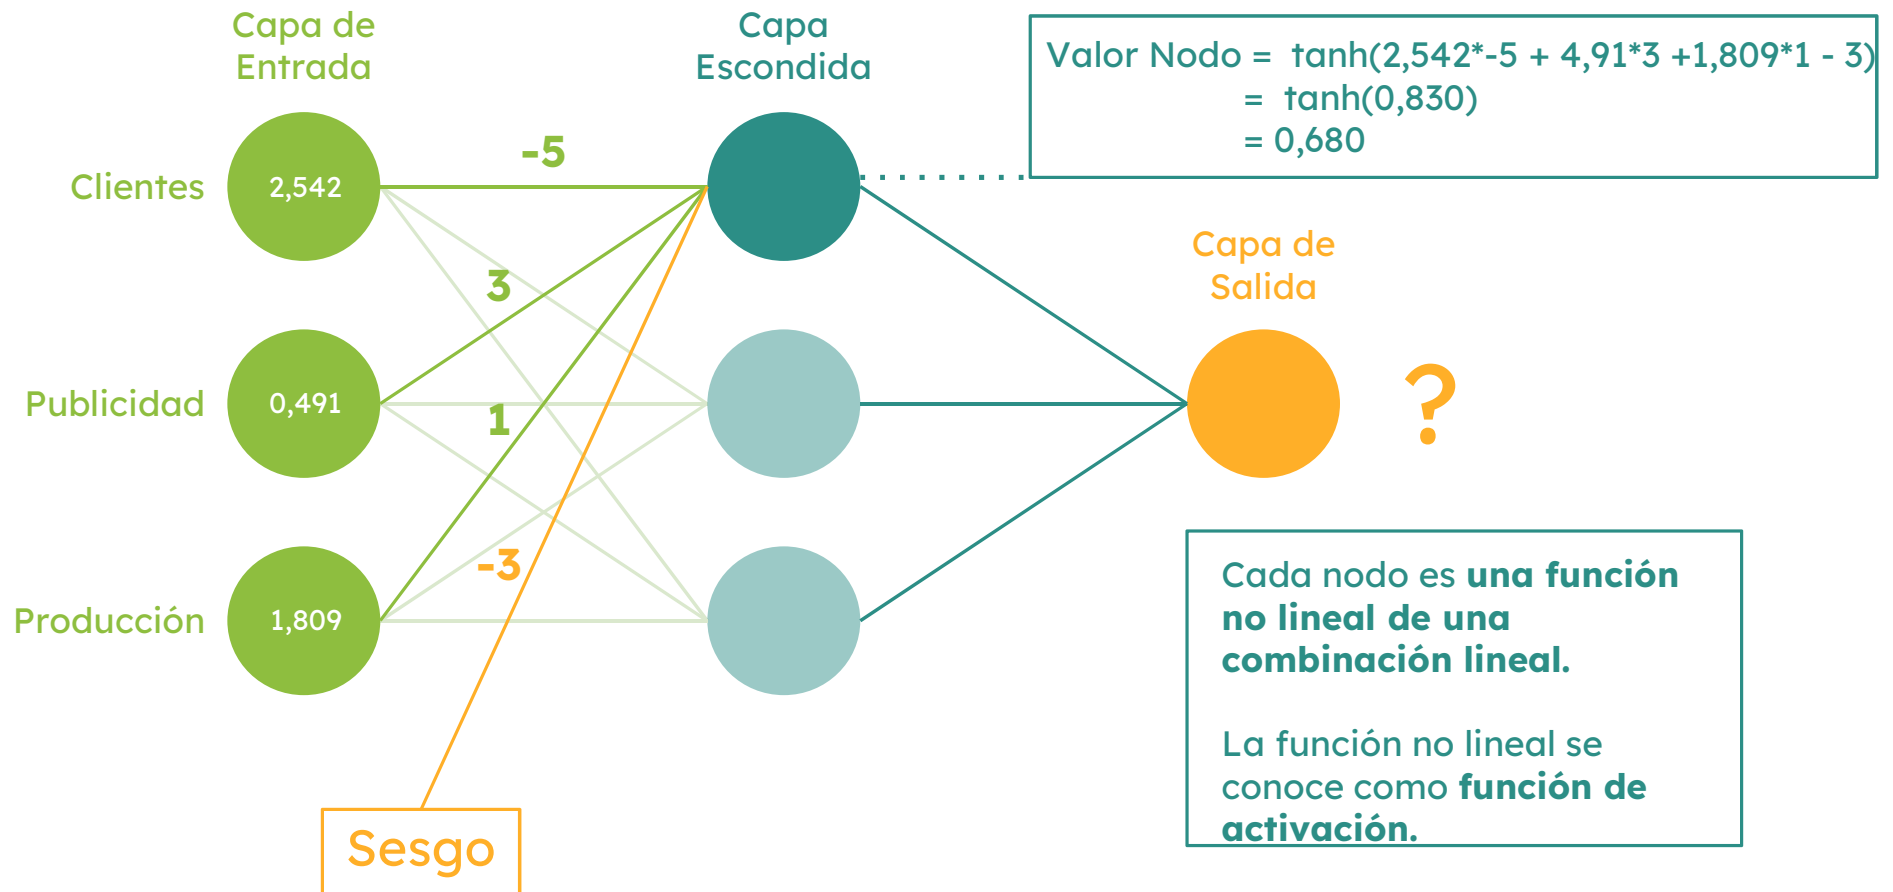 Capa de
Entrada
Capa
Escondida
Valor Nodo = tanh(2,542*-5 + 4,91*3 +1,809*1 - 3)
= tanh(0,830)
= 0,680
Clientes
2,542
-5
3
Capa de
Salida
Publicidad
0,491
1
?
Producción
1,809
-3
Cada nodo es una función
no lineal de una
combinación lineal.
La función no lineal se
conoce como función de
activación.
Sesgo